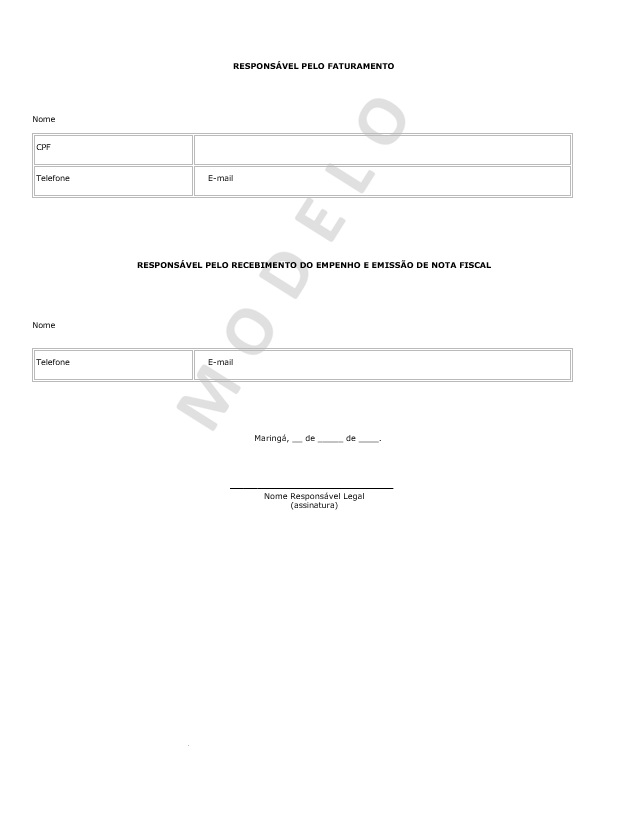 RESPONSÁVEL PELO FATURAMENTO
Nome
CPF
Telefone E-mail
RESPONSÁVEL PELO RECEBIMENTO DO EMPENHO E EMISSÃO DE NOTA FISCAL
Nome
Telefone E-mail
Maringá, __ de _____ de ____.
Nome Responsável Legal
(assinatura)
MODELO